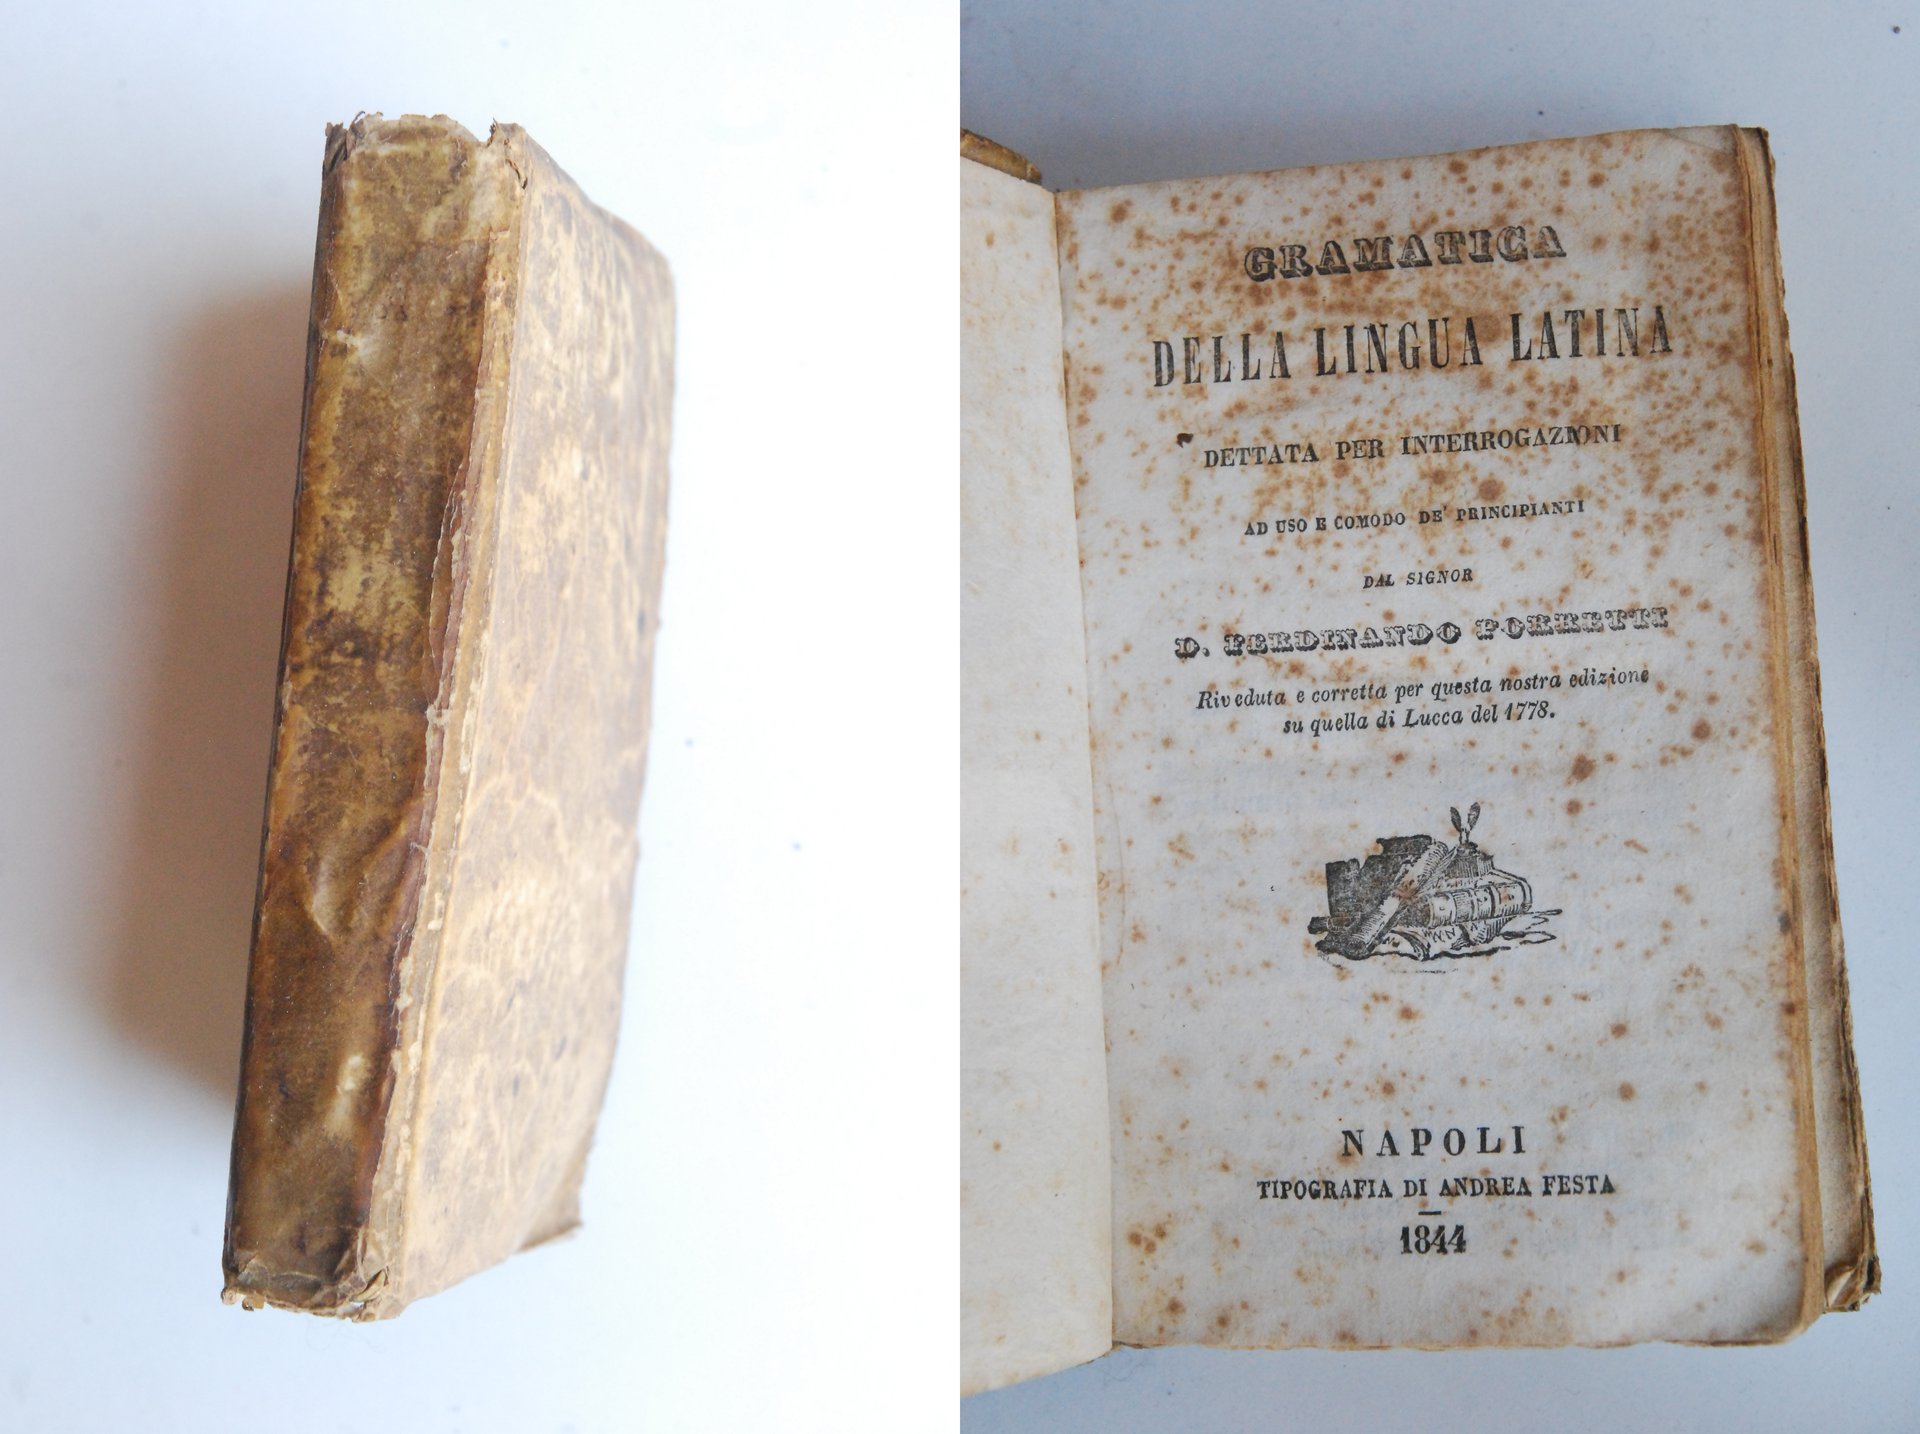 GRAMATICA
DELLA LINGUA LATINA
DETTATA PER INTERROGAZIONI
AD USO E COMODO DE' PRINCIPIANTI
DAL SIGNOR
D. FERDINANDO PORRETTI
Riveduta e corretta per questa nostra edizione
su quella di Lucca del 1778.
NAPOLI
TIPOGRAFIA DI ANDREA FESTA
1844